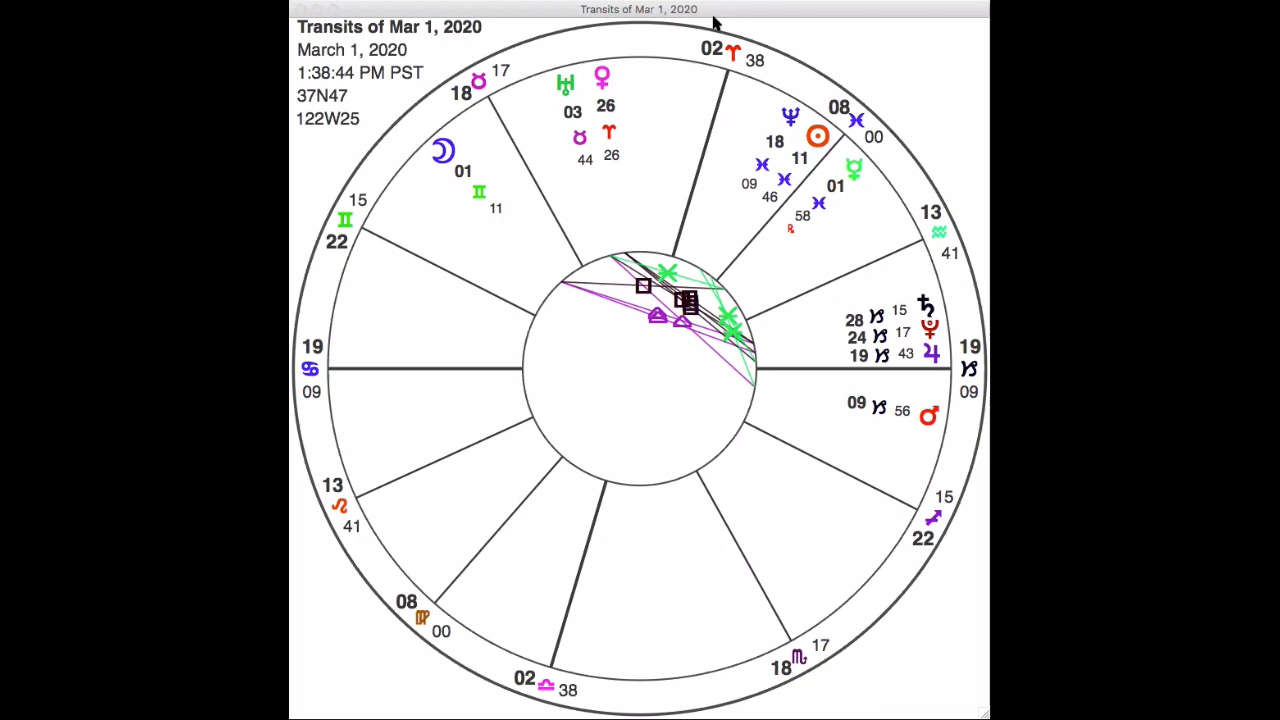 Transits of Mar 1, 2020
Transits of Mar 1, 2020
March 1, 2020
1:38:44 PM PST
37N47
122W25
02 ♈ 38
18 ♉ 17
08 ♓ 00
♅ 03 ♉ 44
♀ 26 ♈ 26
♆ 18 ♓ 09
☉ 11 ♓ 46
☽ 01 ♊ 11
☿ 01 ♓ 58 ℞
22 ♊ 15
13 ♒ 41
28 ♑ 15 ♄
24 ♑ 17 ♇
19 ♑ 43 ♃
19 ♋ 09
19 ♑ 09
09 ♑ 56 ♂
13 ♌ 41
22 ♐ 15
08 ♍ 00
18 ♏ 17
02 ♎ 38